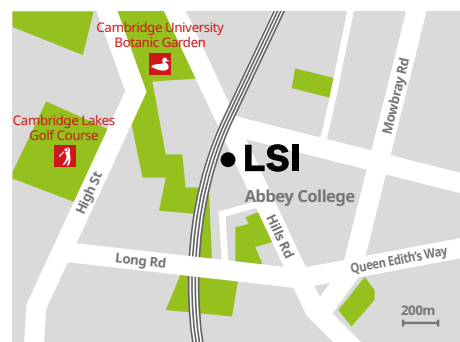 Cambridge University
Botanic Garden
Mowbray Rd
Cambridge Lakes
Golf Course
LSI
High St
Abbey College
Hills Rd
Long Rd
Queen Edith's Way
200m